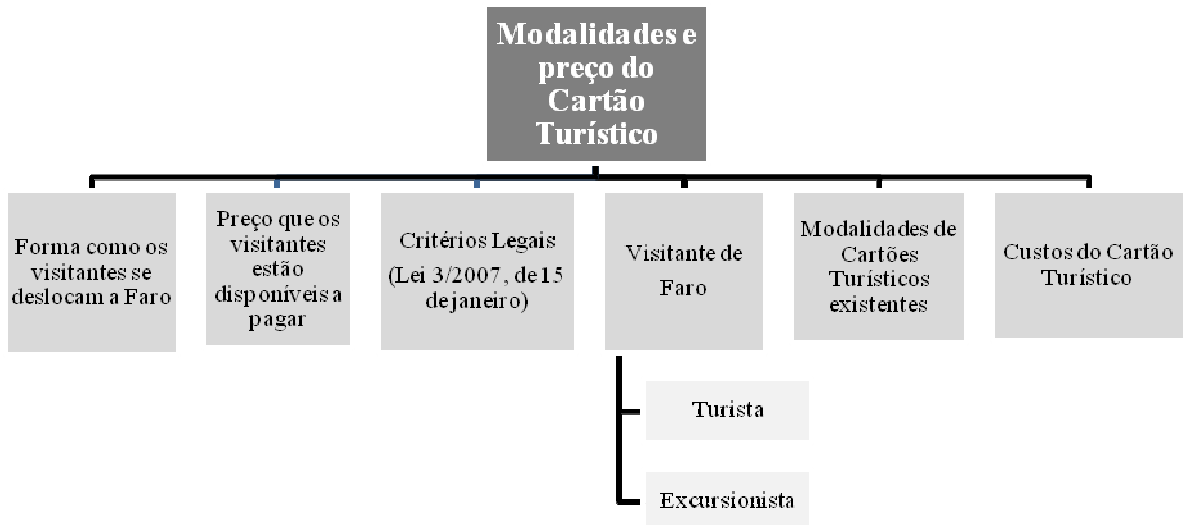 Modalidades e
preço do
Cartão
Turístico
Forma como os
visitantes se
deslocam a Faro
Preço que os
visitantes
estão
disponíveis a
pagar
Critérios Legais
(Lei 3/2007, de 15
de janeiro)
Visitante de
Faro
Modalidades de
Cartões
Turísticos
existentes
Custos do Cartão
Turístico
Turista
Excursionista